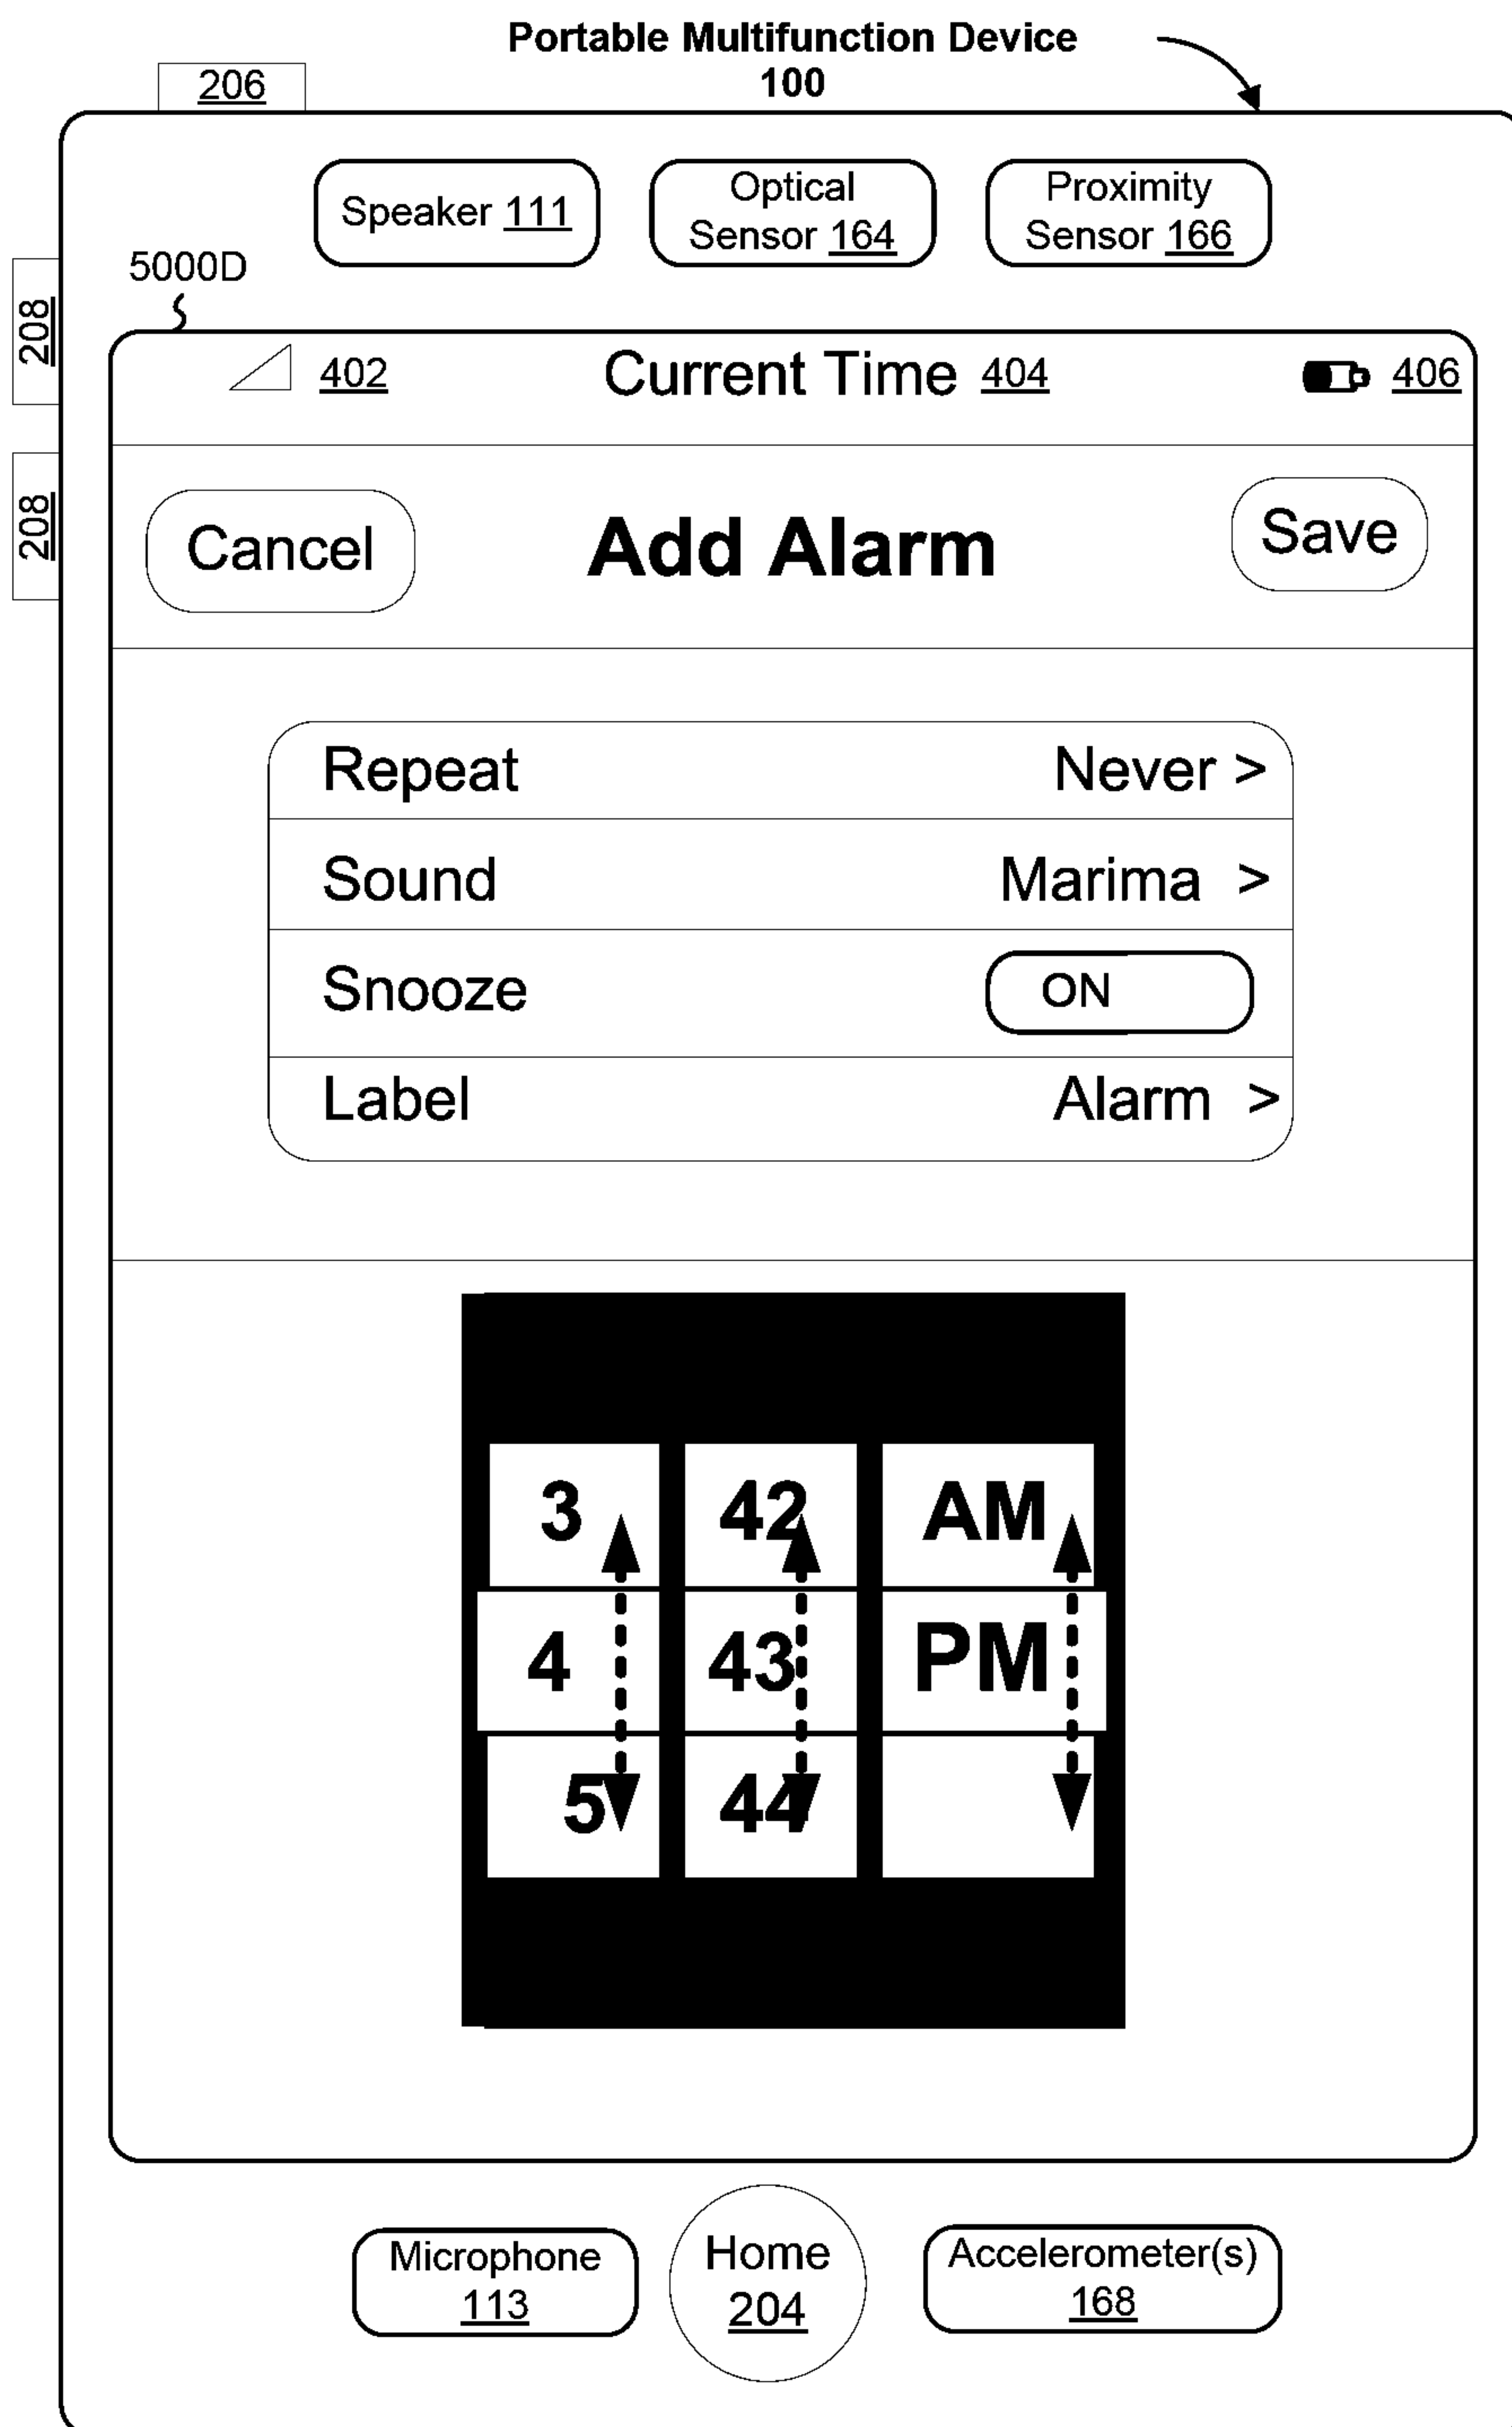 Portable Multifunction Device
100
206
Speaker 111
Optical
Sensor 164
Proximity
Sensor 166
5000D
208
208
402
Current Time 404
406
Cancel
Add Alarm
Save
Repeat Never >
Sound Marima >
Snooze ON
Label Alarm >
3 42 AM
4 43 PM
5 44
Microphone
113
Home
204
Accelerometer(s)
168